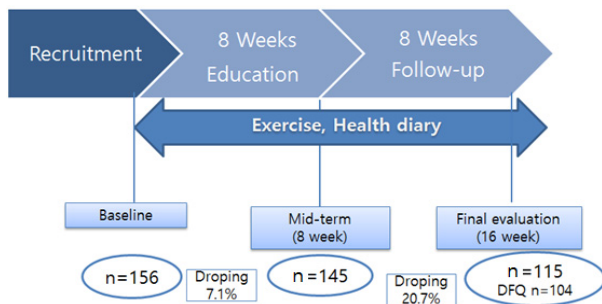 Recruitment
8 Weeks
Education
8 Weeks
Follow-up
Exercise, Health diary
Baseline
Mid-term
(8 week)
Final evaluation
(16 week)
n=156
Droping
7.1%
n=145
Droping
20.7%
n=115
DFQ n=104